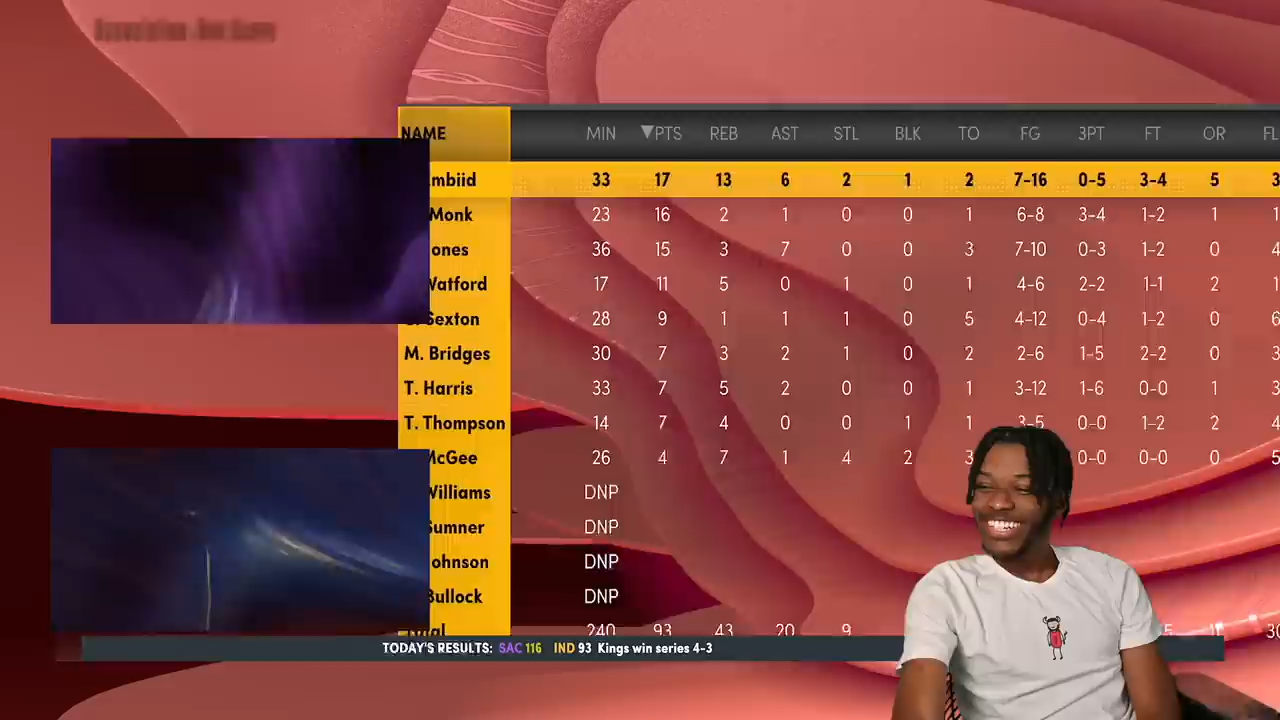 NAME MIN ▼PTS REB AST STL BLK TO FG 3PT FT OR FL
mbiid 33 17 13 6 2 1 2 7-16 0-5 3-4 5 3
Monk 23 16 2 1 0 0 1 6-8 3-4 1-2 1 1
ones 36 15 3 7 0 0 3 7-10 0-3 1-2 0 4
Watford 17 11 5 0 1 0 1 4-6 2-2 1-1 2 1
Sexton 28 9 1 1 1 0 5 4-12 0-4 1-2 0 6
M. Bridges 30 7 3 2 1 0 2 2-6 1-5 2-2 0 3
T. Harris 33 7 5 2 0 0 1 3-12 1-6 0-0 1 3
T. Thompson 14 7 4 0 0 1 1 3-5 0-0 1-2 2 4
McGee 26 4 7 1 4 2 3 0-0 0-0 0 5
Williams DNP
Sumner DNP
ohnson DNP
Bullock DNP
Total 240 93 43 20 9
TODAY'S RESULTS: SAC 116 IND 93 Kings win series 4-3